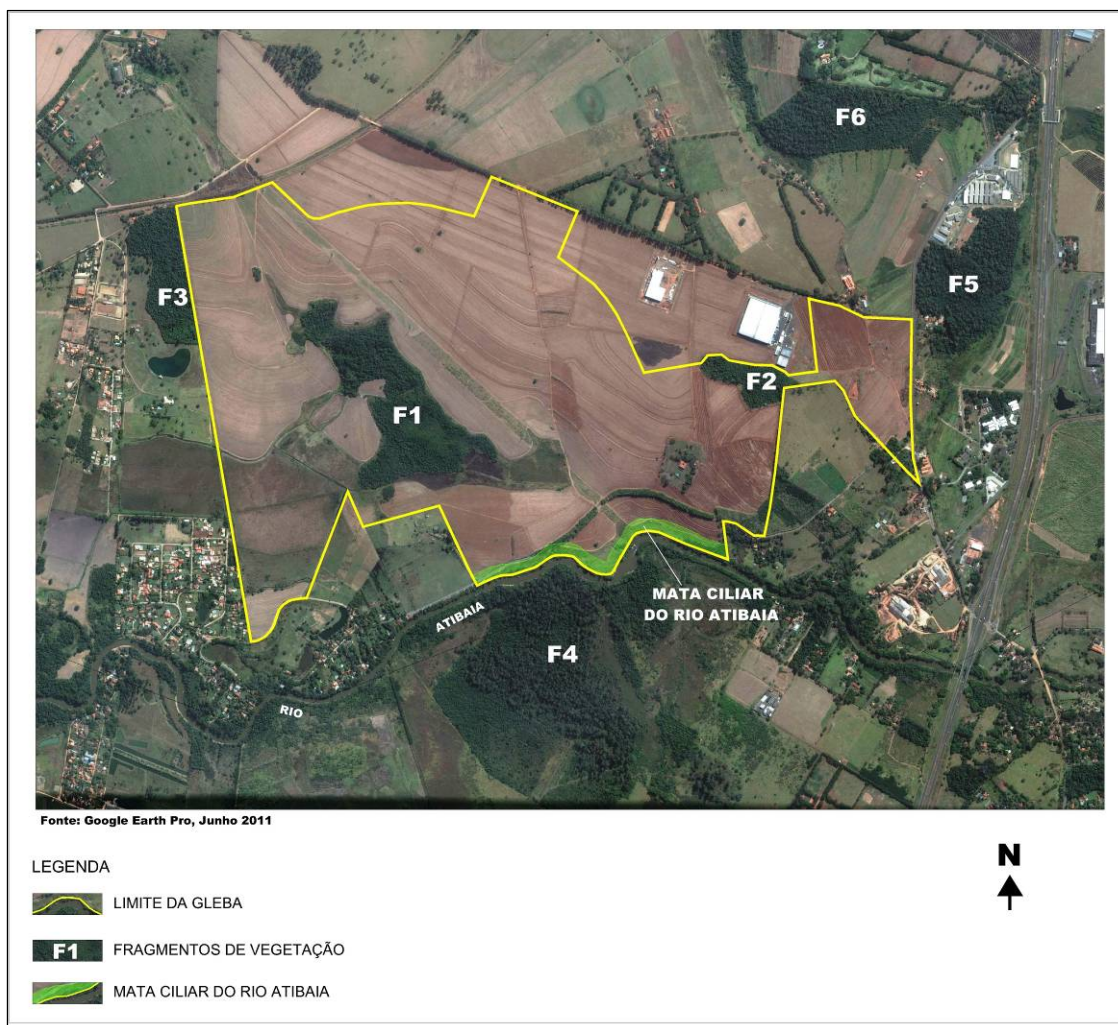 F6
F5
F3
F2
F1
MATA CILIAR
DO RIO ATIBAIA
ATIBAIA
F4
RIO
Fonte: Google Earth Pro, Junho 2011
N
LEGENDA
LIMITE DA GLEBA
F1 FRAGMENTOS DE VEGETAÇÃO
MATA CILIAR DO RIO ATIBAIA